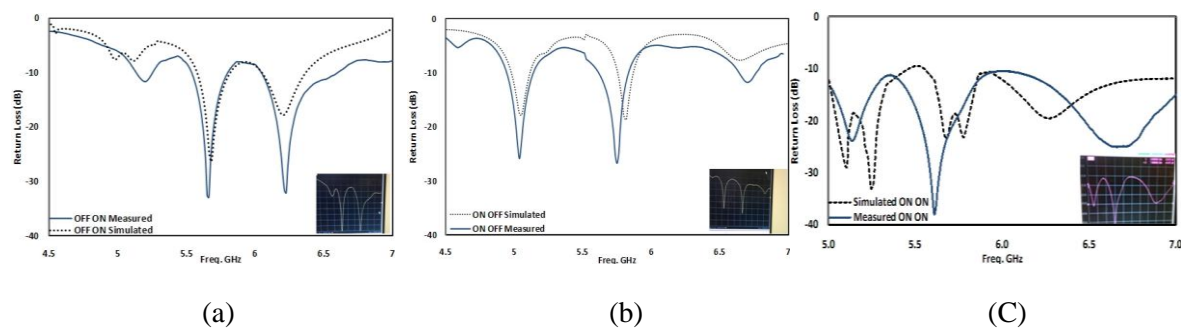 0
-10
-20
-30
-40
Return Loss (dB)
OFF ON Measured
OFF ON Simulated
4.5 5 5.5 6 6.5 7
Freq. GHz
(a)
0
-10
-20
-30
-40
Return Loss (dB)
ON OFF Simulated
ON OFF Measured
4.5 5 5.5 6 6.5 7
Freq. GHz
(b)
0
-10
-20
-30
-40
Return Loss (dB)
Simulated ON ON
Measured ON ON
5.0 5.5 6.0 6.5 7.0
Freq. GHz
(C)